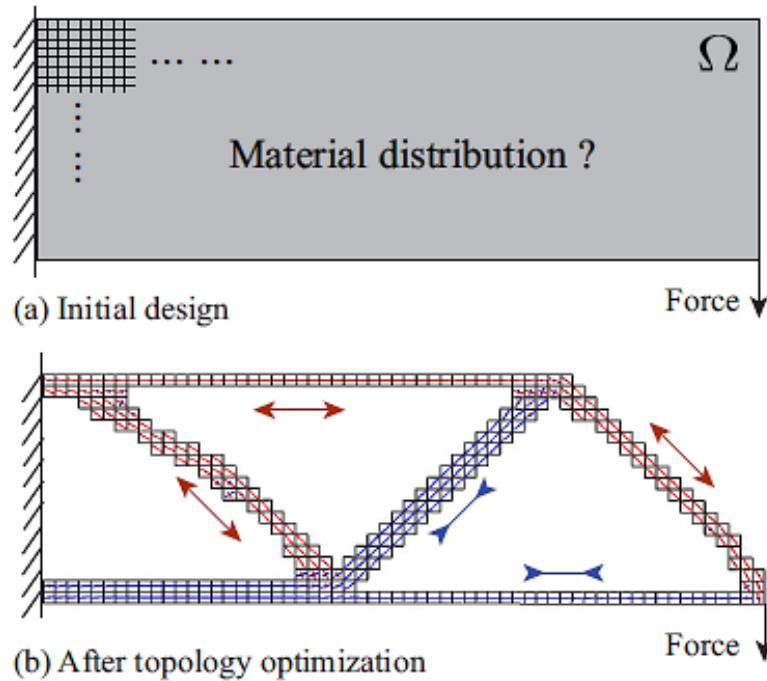 ... ...
Ω
⋮
⋮
Material distribution ?
Force
(a) Initial design
Force
(b) After topology optimization